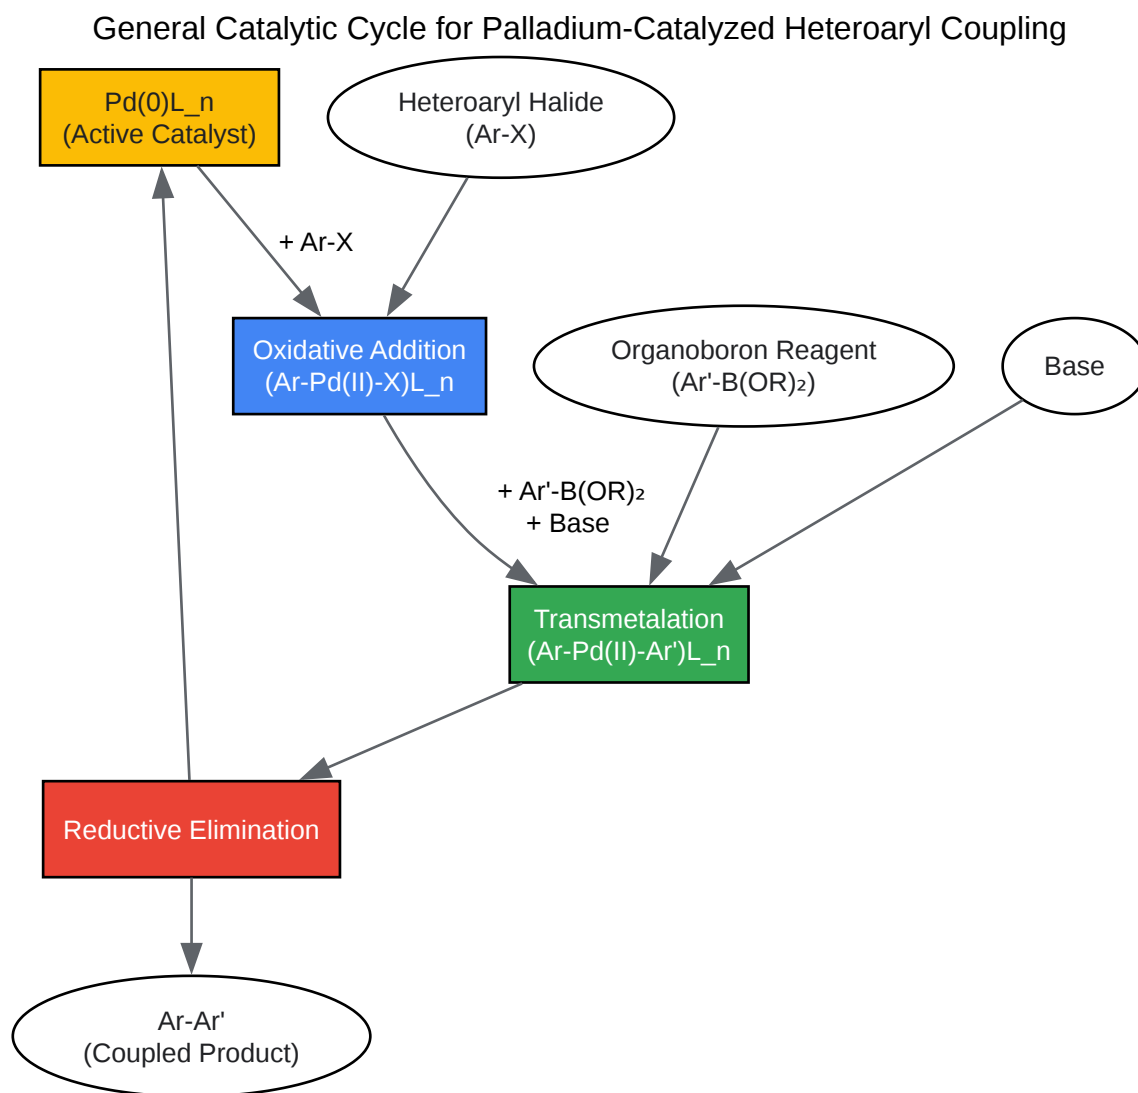 General Catalytic Cycle for Palladium-Catalyzed Heteroaryl Coupling
Pd(0)L_n
(Active Catalyst)
Heteroaryl Halide
(Ar-X)
+ Ar-X
Oxidative Addition
(Ar-Pd(II)-X)L_n
Organoboron Reagent
(Ar'-B(OR)₂)
Base
+ Ar'-B(OR)₂
+ Base
Transmetalation
(Ar-Pd(II)-Ar')L_n
Reductive Elimination
Ar-Ar'
(Coupled Product)